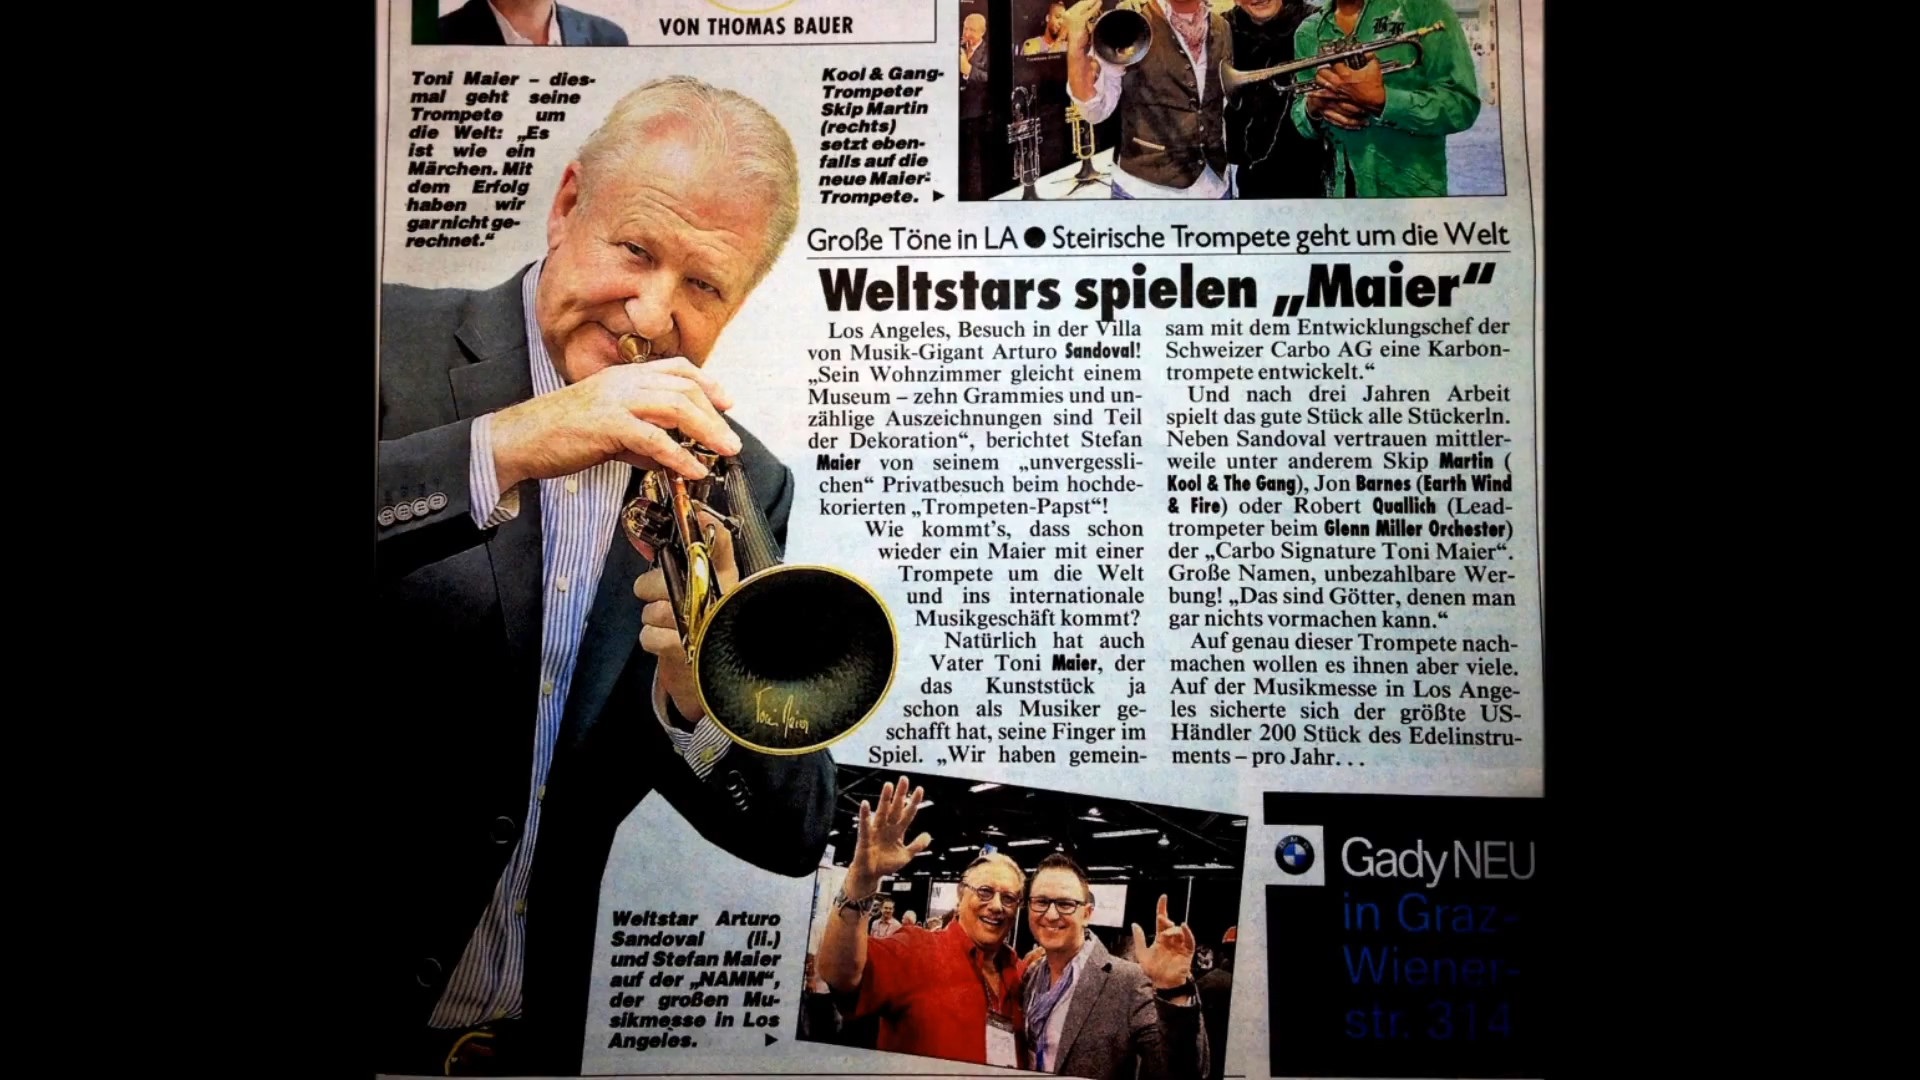 VON THOMAS BAUER
Toni Maier – dies-
mal geht seine
Trompete um
die Welt: „Es
ist wie ein
Märchen. Mit
dem Erfolg
haben wir
gar nicht ge-
rechnet.“
Kool & Gang-
Trompeter
Skip Martin
(rechts)
setzt eben-
falls auf die
neue Maier-
Trompete. ►
Große Töne in LA ● Steirische Trompete geht um die Welt
Weltstars spielen „Maier“
Los Angeles, Besuch in der Villa
von Musik-Gigant Arturo Sandoval!
„Sein Wohnzimmer gleicht einem
Museum – zehn Grammies und un-
zählige Auszeichnungen sind Teil
der Dekoration“, berichtet Stefan
Maier von seinem „unvergessli-
chen“ Privatbesuch beim hochde-
korierten „Trompeten-Papst“!
Wie kommt's, dass schon
wieder ein Maier mit einer
Trompete um die Welt
und ins internationale
Musikgeschäft kommt?
Natürlich hat auch
Vater Toni Maier, der
das Kunststück ja
schon als Musiker ge-
schafft hat, seine Finger im
Spiel. „Wir haben gemein-
sam mit dem Entwicklungschef der
Schweizer Carbo AG eine Karbon-
trompete entwickelt.“
Und nach drei Jahren Arbeit
spielt das gute Stück alle Stückerln.
Neben Sandoval vertrauen mittler-
weile unter anderem Skip Martin (
Kool & The Gang), Jon Barnes (Earth Wind
& Fire) oder Robert Quallich (Lead-
trompeter beim Glenn Miller Orchester)
der „Carbo Signature Toni Maier“.
Große Namen, unbezahlbare Wer-
bung! „Das sind Götter, denen man
gar nichts vormachen kann.“
Auf genau dieser Trompete nach-
machen wollen es ihnen aber viele.
Auf der Musikmesse in Los Ange-
les sicherte sich der größte US-
Händler 200 Stück des Edelinstru-
ments – pro Jahr...
Toni Maier
Weltstar Arturo
Sandoval (li.)
und Stefan Maier
auf der „NAMM“,
der großen Mu-
sikmesse in Los
Angeles. ►
BMW
Gady NEU
in Graz-
Wiener-
str. 314